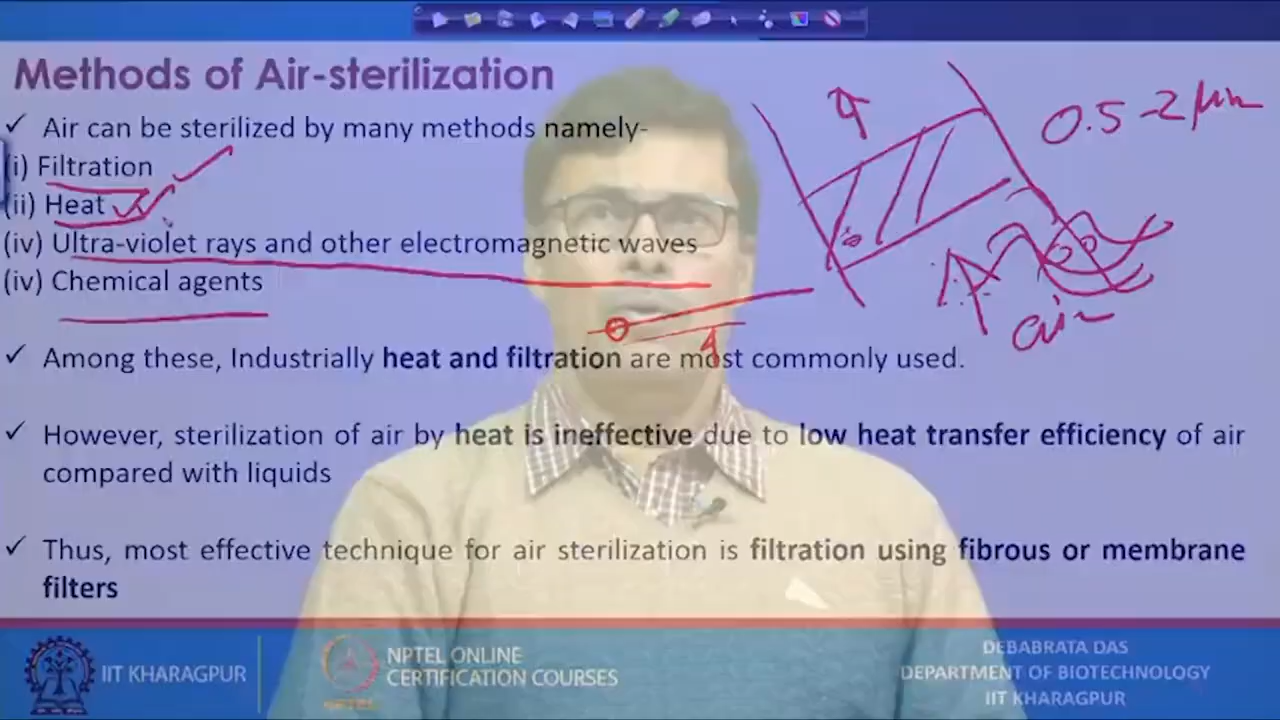 Methods of Air-sterilization
✓ Air can be sterilized by many methods namely-
(i) Filtration
(ii) Heat
(iv) Ultra-violet rays and other electromagnetic waves
(iv) Chemical agents
0.5-2 μm
air
✓ Among these, Industrially heat and filtration are most commonly used.
✓ However, sterilization of air by heat is ineffective due to low heat transfer efficiency of air
compared with liquids
✓ Thus, most effective technique for air sterilization is filtration using fibrous or membrane
filters
IIT KHARAGPUR
NPTEL ONLINE
CERTIFICATION COURSES
DEBABRATA DAS
DEPARTMENT OF BIOTECHNOLOGY
IIT KHARAGPUR